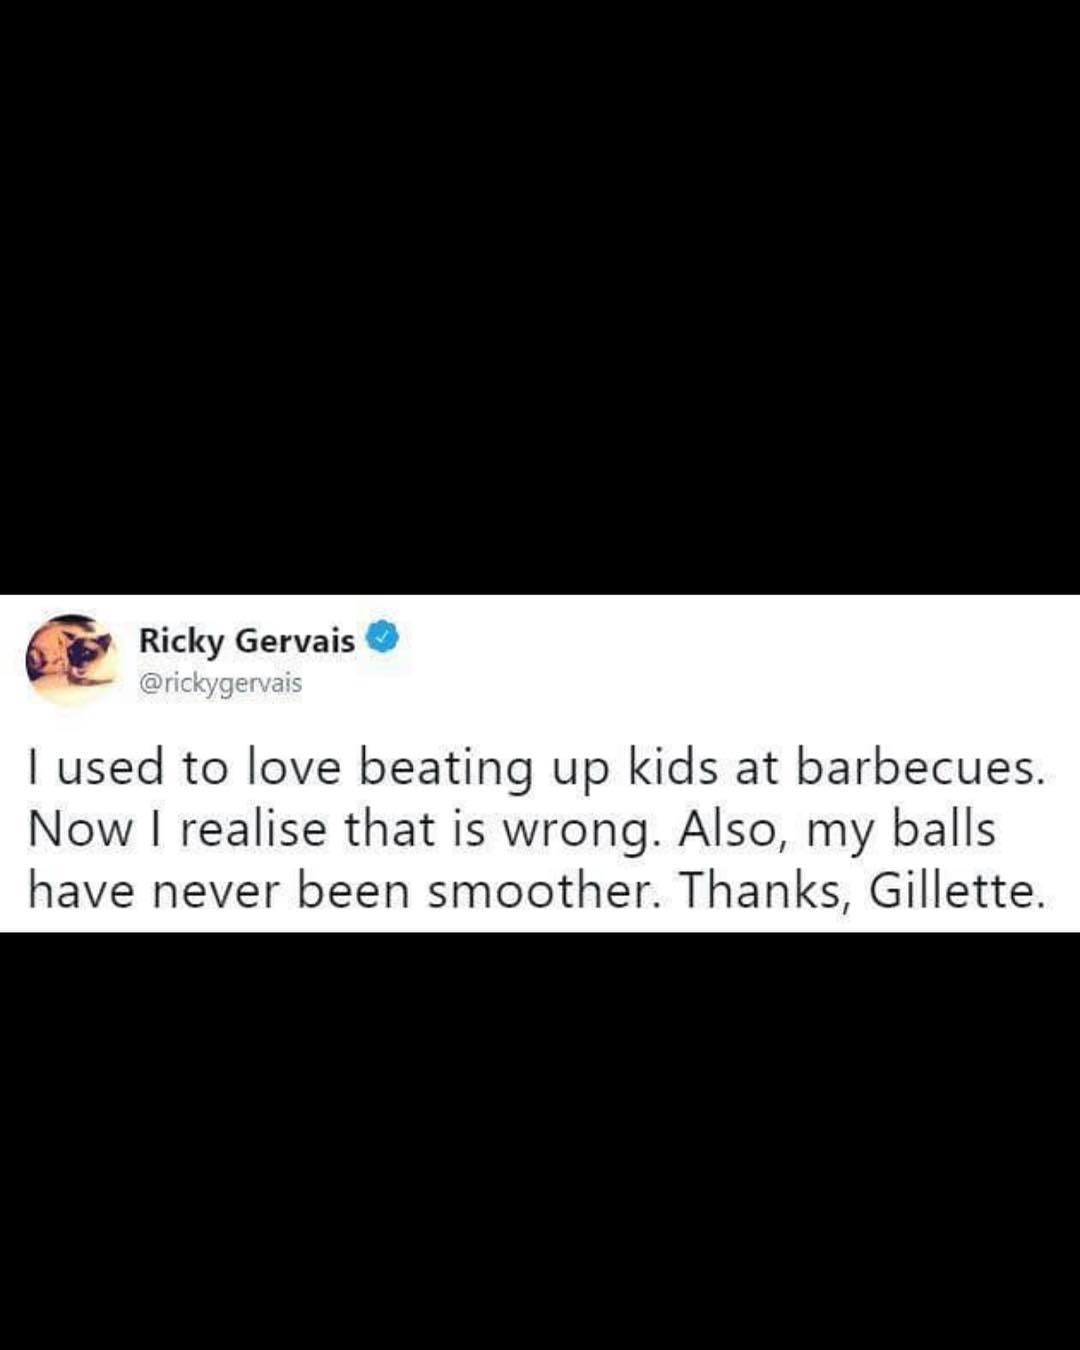 Ricky Gervais
@rickygervais
I used to love beating up kids at barbecues.
Now I realise that is wrong. Also, my balls
have never been smoother. Thanks, Gillette.